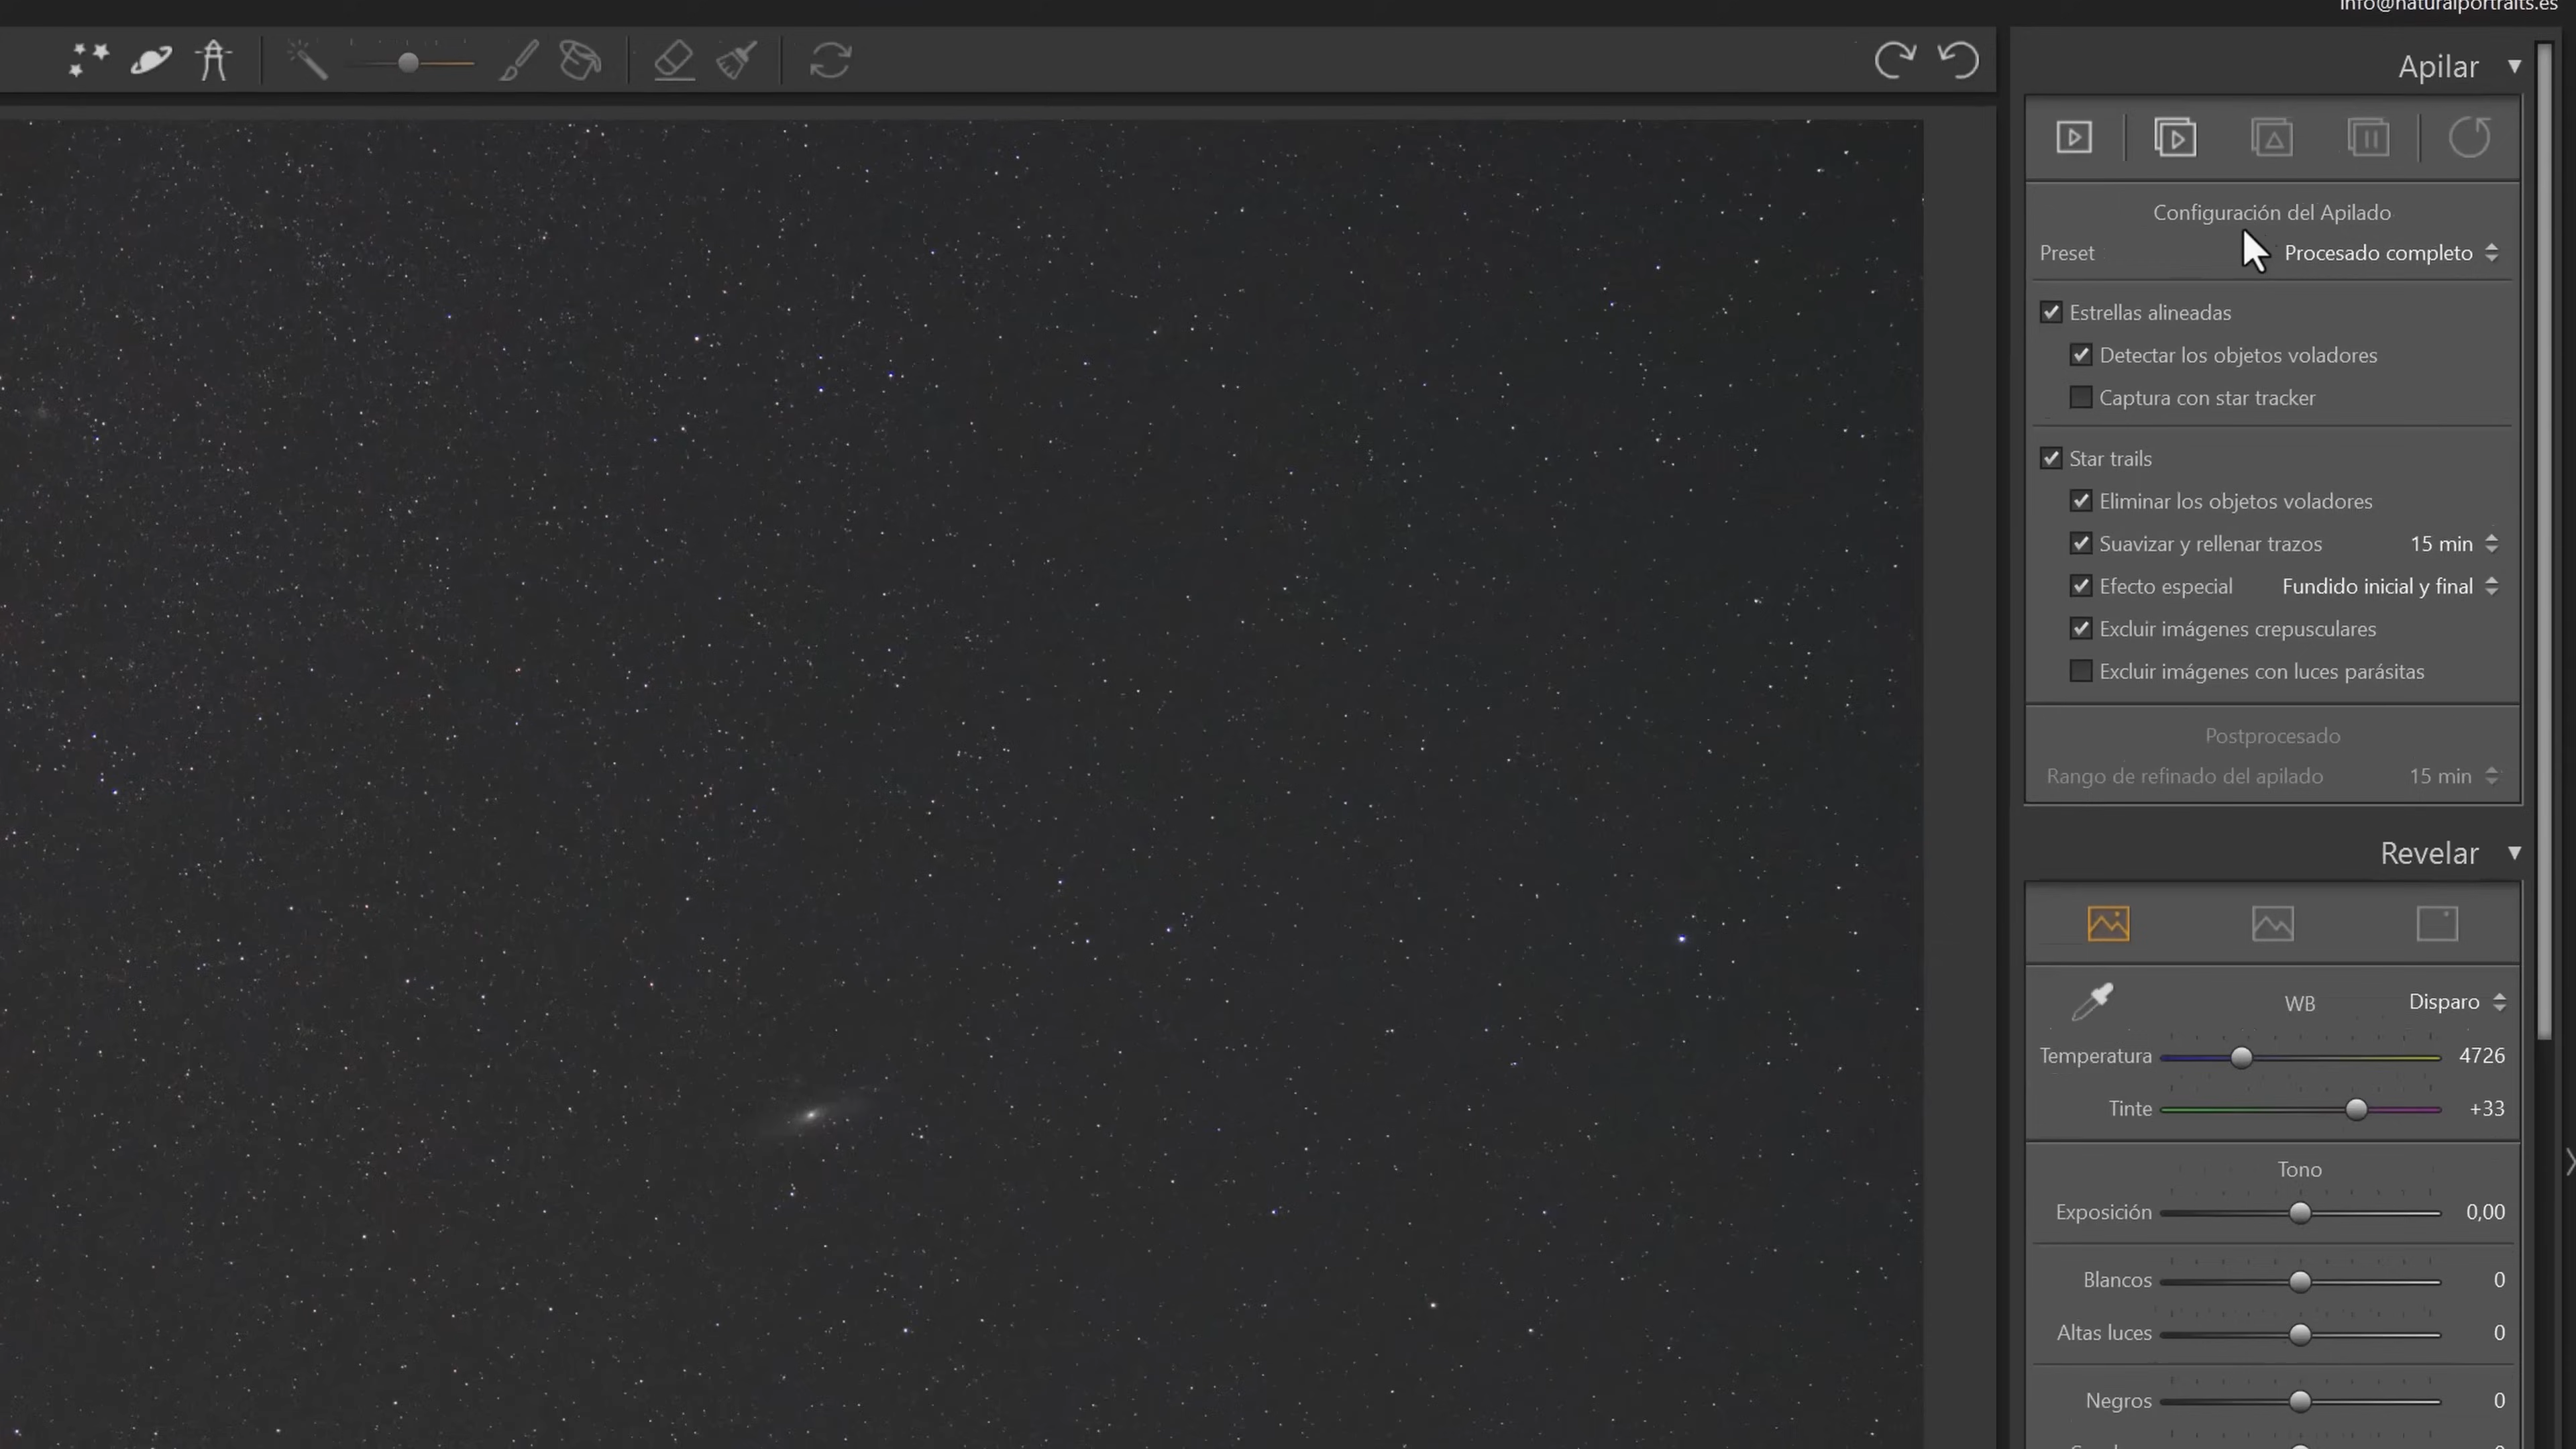 info@naturalportraits.es
Apilar
Configuración del Apilado
Preset Procesado completo
Estrellas alineadas
Detectar los objetos voladores
Captura con star tracker
Star trails
Eliminar los objetos voladores
Suavizar y rellenar trazos 15 min
Efecto especial Fundido inicial y final
Excluir imágenes crepusculares
Excluir imágenes con luces parásitas
Postprocesado
Rango de refinado del apilado 15 min
Revelar
WB Disparo
Temperatura 4726
Tinte +33
Tono
Exposición 0,00
Blancos 0
Altas luces 0
Negros 0